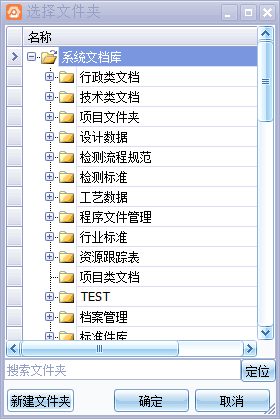 选择文件夹
名称
系统文档库
行政类文档
技术类文档
项目文件夹
设计数据
检测流程规范
检测标准
工艺数据
程序文件管理
行业标准
资源跟踪表
项目类文档
TEST
档案管理
标准件库
搜索文件夹
定位
新建文件夹
确定
取消